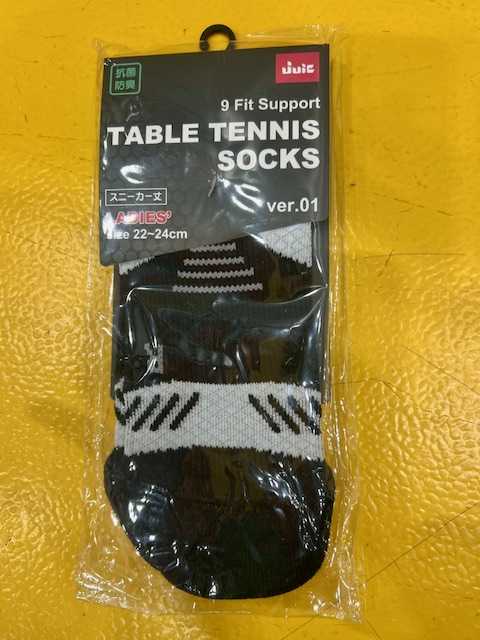 抗菌
防臭
Juic
9 Fit Support
TABLE TENNIS
SOCKS
スニーカー丈
LADIES'
Size 22~24cm
ver.01